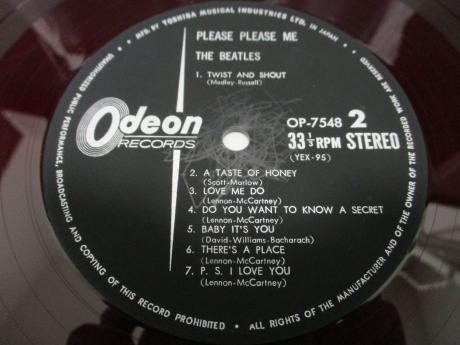 MFG. BY TOSHIBA MUSICAL INDUSTRIES LTD. IN JAPAN • ALL RIGHTS OF THE MANUFACTURER AND OF THE OWNER OF THE RECORDED WORK ARE RESERVED
UNAUTHORISED PUBLIC PERFORMANCE, BROADCASTING AND COPYING OF THIS RECORD PROHIBITED •
PLEASE PLEASE ME
THE BEATLES
1. TWIST AND SHOUT
(Medley-Russell)
Odeon
RECORDS
OP-7548 2
33 1/3 RPM STEREO
(YEX-95)
2. A TASTE OF HONEY
(Scott-Marlow)
3. LOVE ME DO
(Lennon-McCartney)
4. DO YOU WANT TO KNOW A SECRET
(Lennon-McCartney)
5. BABY IT'S YOU
(David-Williams-Bacharach)
6. THERE'S A PLACE
(Lennon-McCartney)
7. P. S. I LOVE YOU
(Lennon-McCartney)